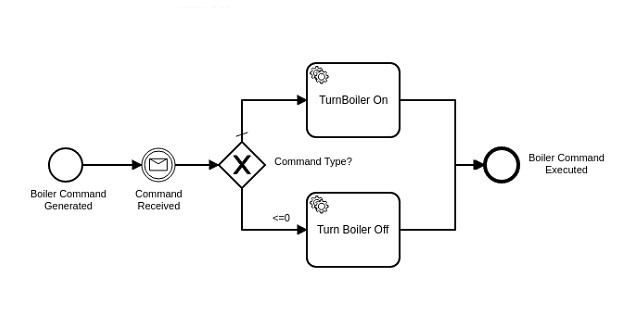 TurnBoiler On
Command Type?
Boiler Command
Executed
Boiler Command
Generated
Command
Received
<=0
Turn Boiler Off